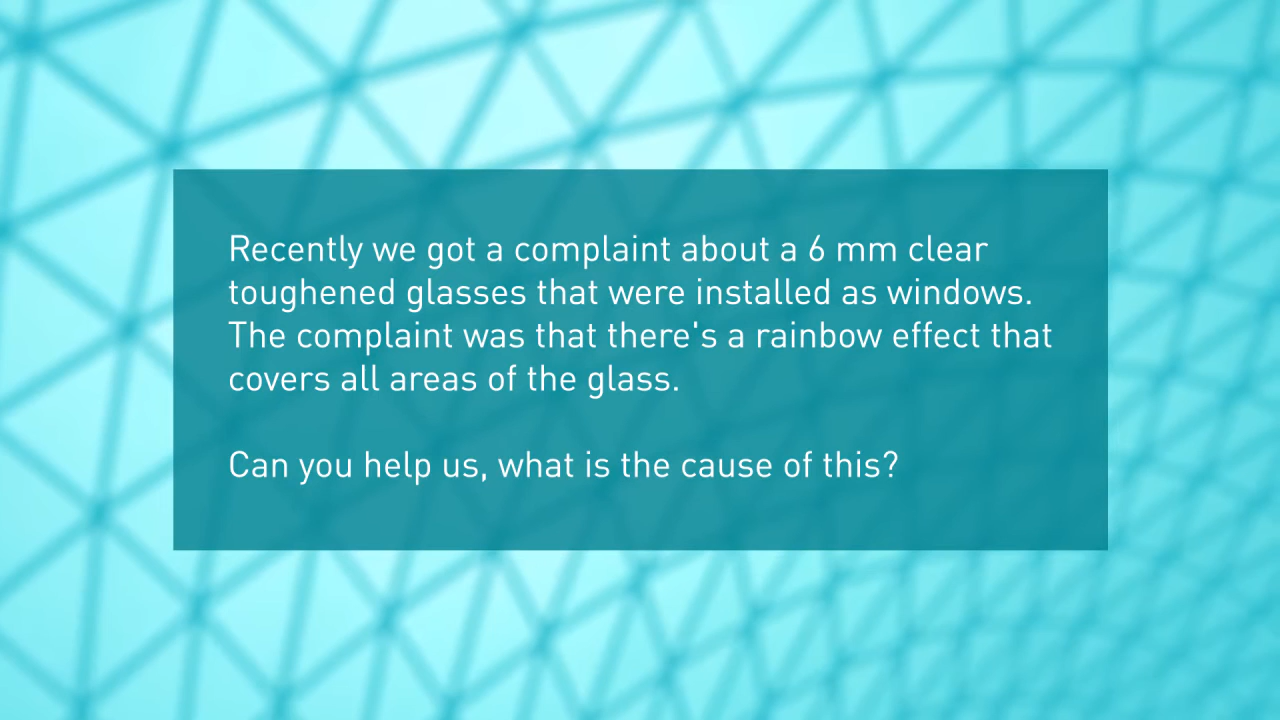 Recently we got a complaint about a 6 mm clear
toughened glasses that were installed as windows.
The complaint was that there's a rainbow effect that
covers all areas of the glass.
Can you help us, what is the cause of this?